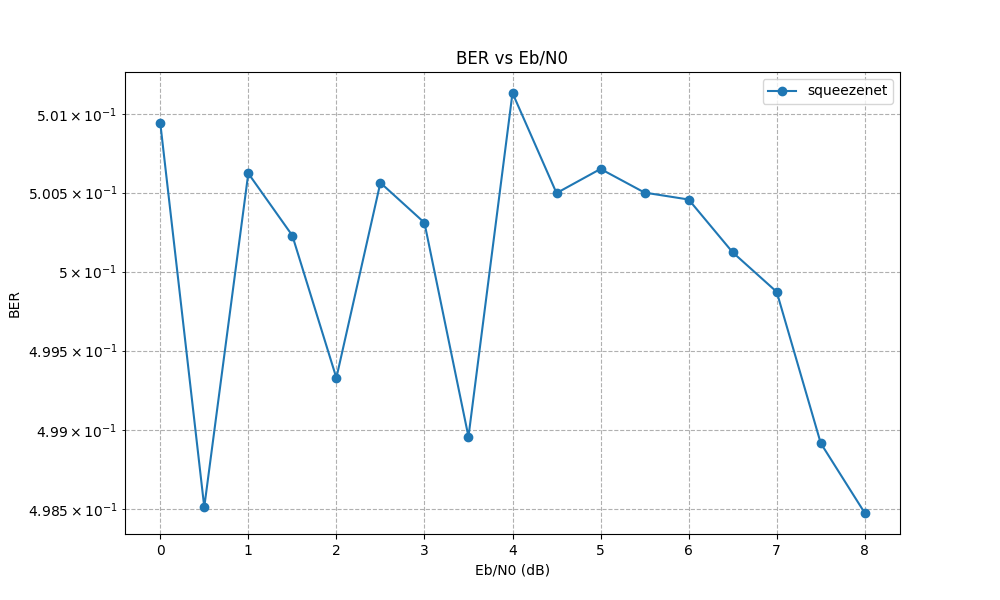 BER vs Eb/N0
squeezenet
5.01 × 10⁻¹
5.005 × 10⁻¹
5 × 10⁻¹
4.995 × 10⁻¹
4.99 × 10⁻¹
4.985 × 10⁻¹
BER
0 1 2 3 4 5 6 7 8
Eb/N0 (dB)